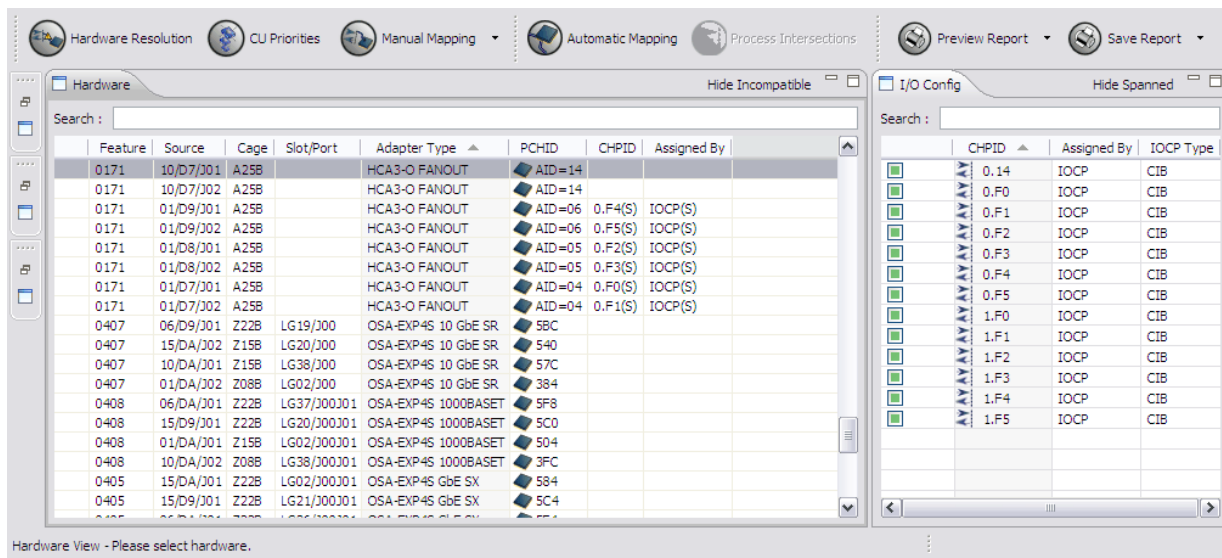 Hardware Resolution CU Priorities Manual Mapping Automatic Mapping Process Intersections Preview Report Save Report
Hardware Hide Incompatible
Search :
Feature Source Cage Slot/Port Adapter Type PCHID CHPID Assigned By
0171 10/D7/J01 A25B HCA3-O FANOUT AID=14
0171 10/D7/J02 A25B HCA3-O FANOUT AID=14
0171 01/D9/J01 A25B HCA3-O FANOUT AID=06 0.F4(S) IOCP(S)
0171 01/D9/J02 A25B HCA3-O FANOUT AID=06 0.F5(S) IOCP(S)
0171 01/D8/J01 A25B HCA3-O FANOUT AID=05 0.F2(S) IOCP(S)
0171 01/D8/J02 A25B HCA3-O FANOUT AID=05 0.F3(S) IOCP(S)
0171 01/D7/J01 A25B HCA3-O FANOUT AID=04 0.F0(S) IOCP(S)
0171 01/D7/J02 A25B HCA3-O FANOUT AID=04 0.F1(S) IOCP(S)
0407 06/D9/J01 Z22B LG19/J00 OSA-EXP4S 10 GbE SR 5BC
0407 15/DA/J02 Z15B LG20/J00 OSA-EXP4S 10 GbE SR 540
0407 10/DA/J01 Z15B LG38/J00 OSA-EXP4S 10 GbE SR 57C
0407 01/DA/J02 Z08B LG02/J00 OSA-EXP4S 10 GbE SR 384
0408 06/DA/J01 Z22B LG37/J00J01 OSA-EXP4S 1000BASET 5F8
0408 15/D9/J01 Z22B LG20/J00J01 OSA-EXP4S 1000BASET 5C0
0408 01/DA/J01 Z15B LG02/J00J01 OSA-EXP4S 1000BASET 504
0408 10/DA/J02 Z08B LG38/J00J01 OSA-EXP4S 1000BASET 3FC
0405 15/DA/J01 Z22B LG02/J00J01 OSA-EXP4S GbE SX 584
0405 15/D9/J01 Z22B LG21/J00J01 OSA-EXP4S GbE SX 5C4
I/O Config Hide Spanned
Search :
CHPID Assigned By IOCP Type
0.14 IOCP CIB
0.F0 IOCP CIB
0.F1 IOCP CIB
0.F2 IOCP CIB
0.F3 IOCP CIB
0.F4 IOCP CIB
0.F5 IOCP CIB
1.F0 IOCP CIB
1.F1 IOCP CIB
1.F2 IOCP CIB
1.F3 IOCP CIB
1.F4 IOCP CIB
1.F5 IOCP CIB
Hardware View - Please select hardware.